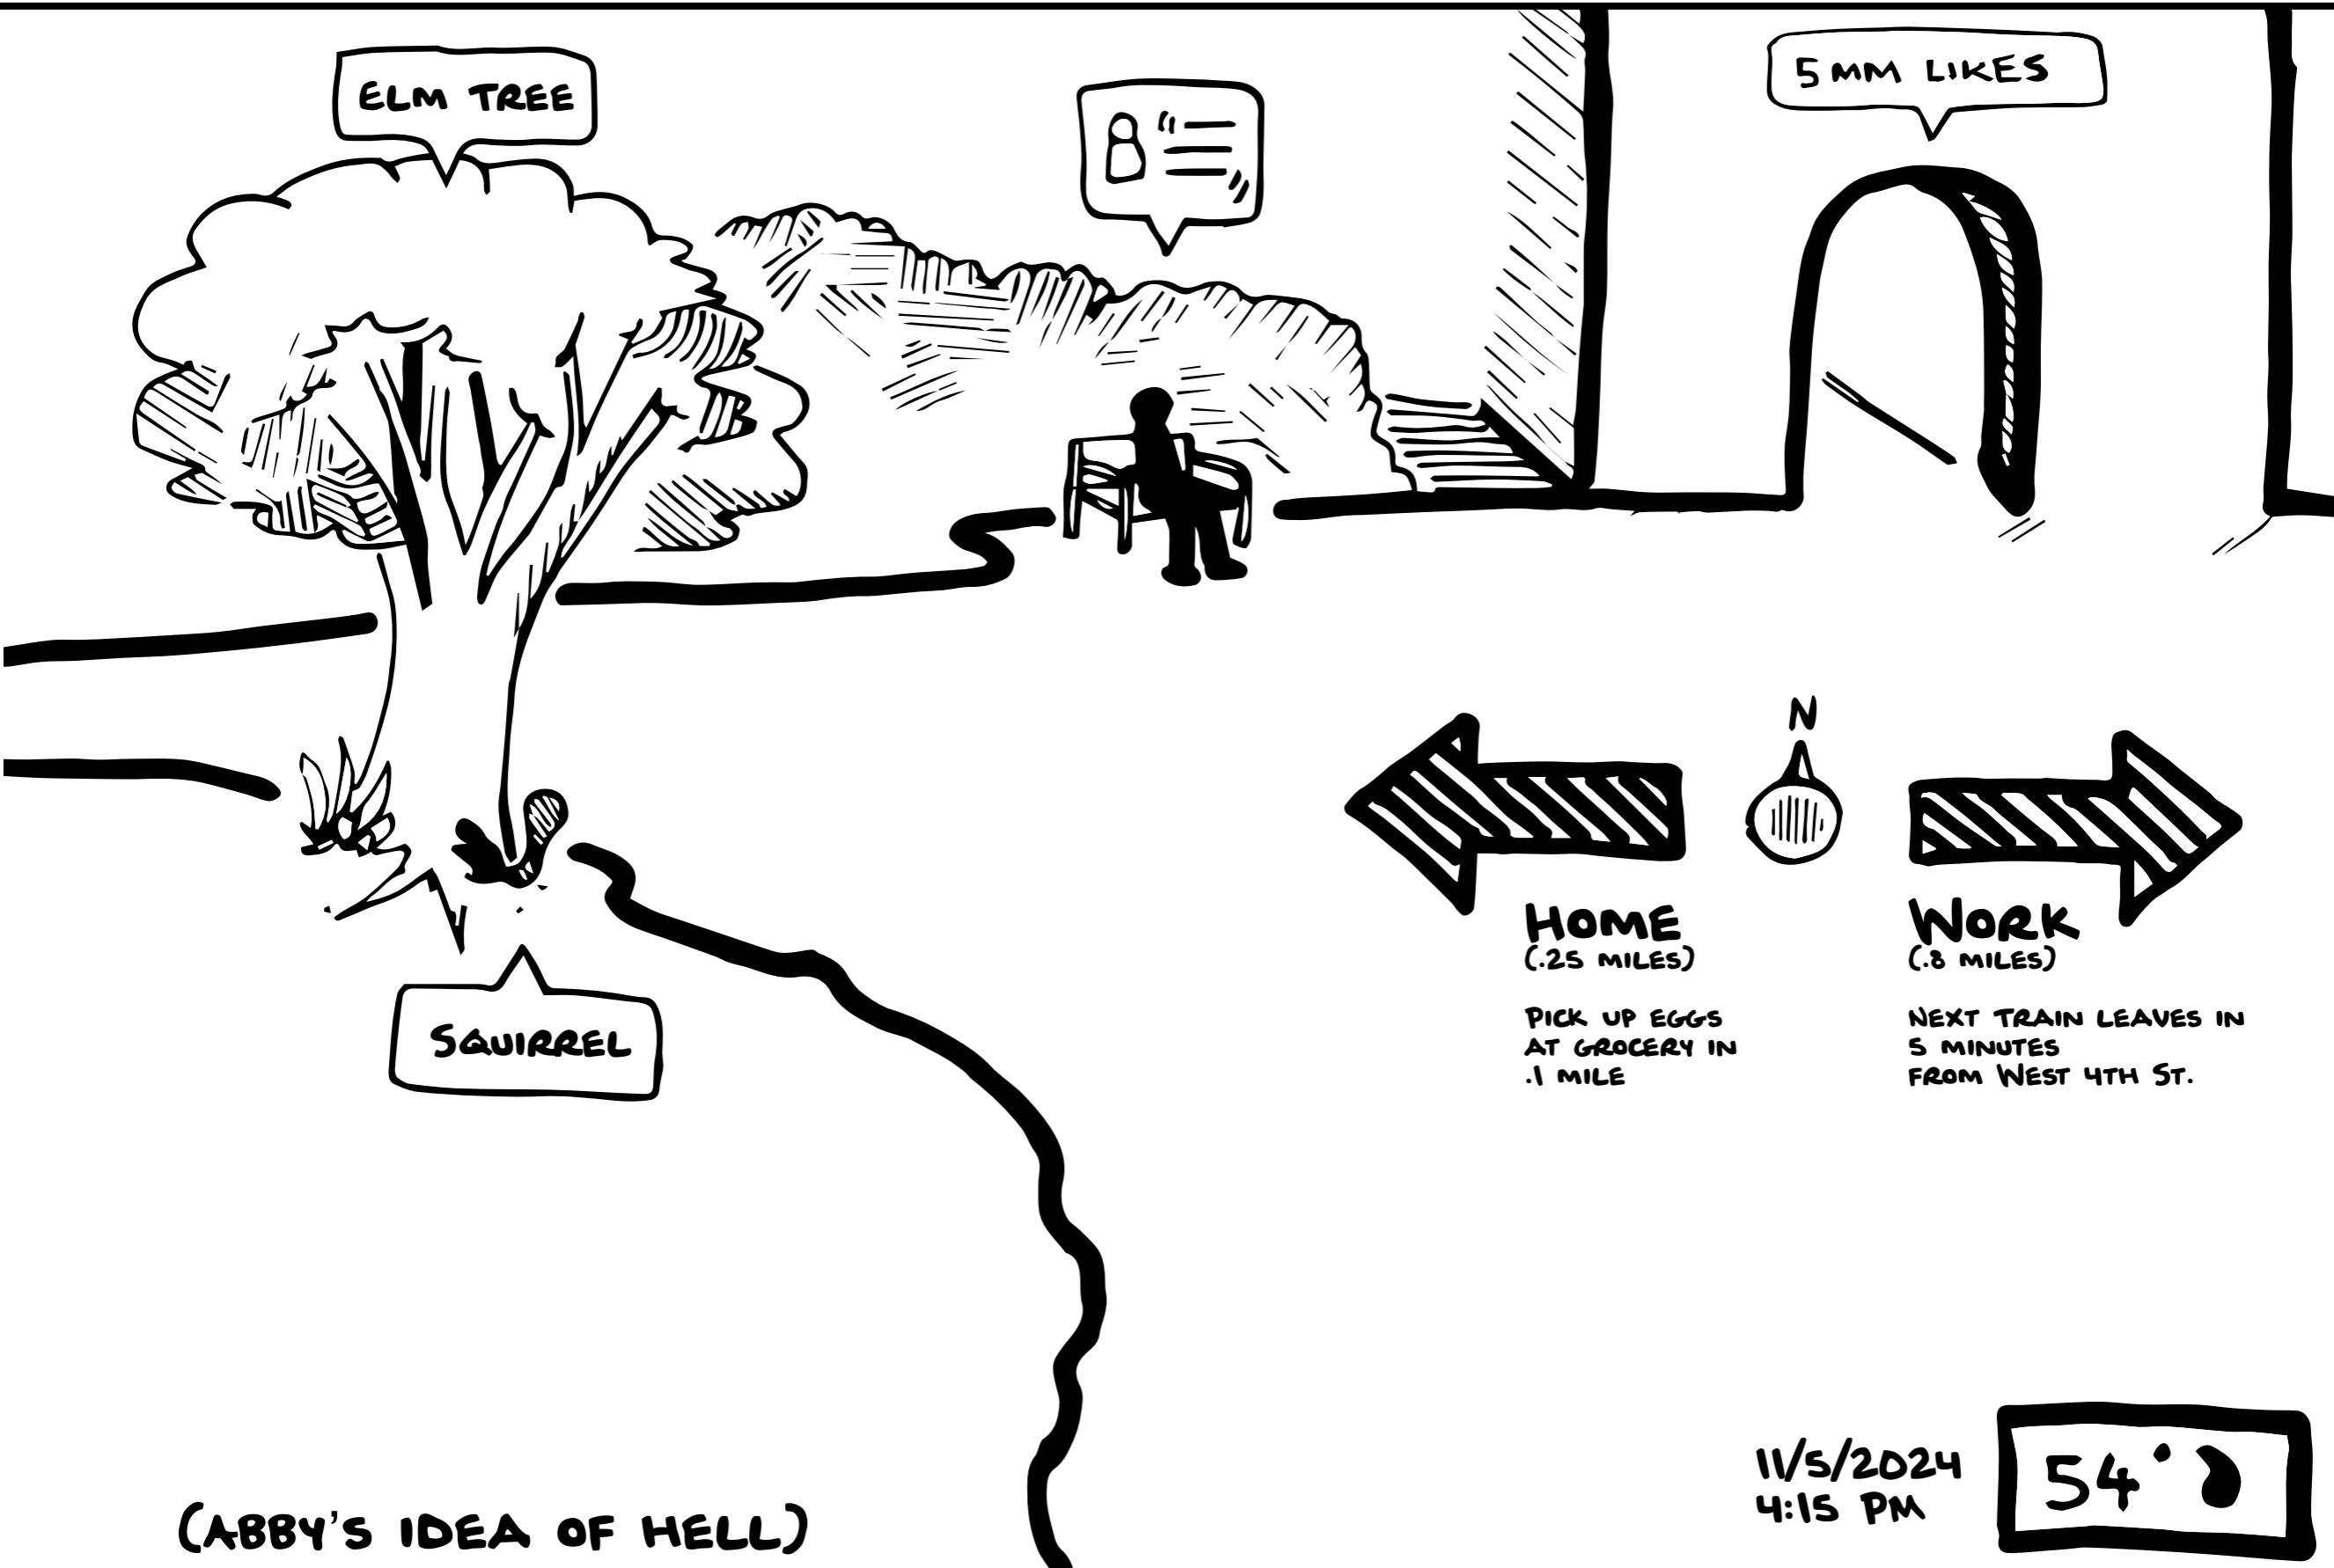 ELM TREE
5 MM LIKES
N
HOME
(.25 MILES)
PICK UP EGGS
AT GROCERY IN
.1 MILE
WORK
(.8 MILES)
NEXT TRAIN LEAVES IN
5 MINUTES
FROM WEST 4TH ST.
SQUIRREL
11/5/2024
4:15 PM
54°
(ABBY'S IDEA OF HELL)